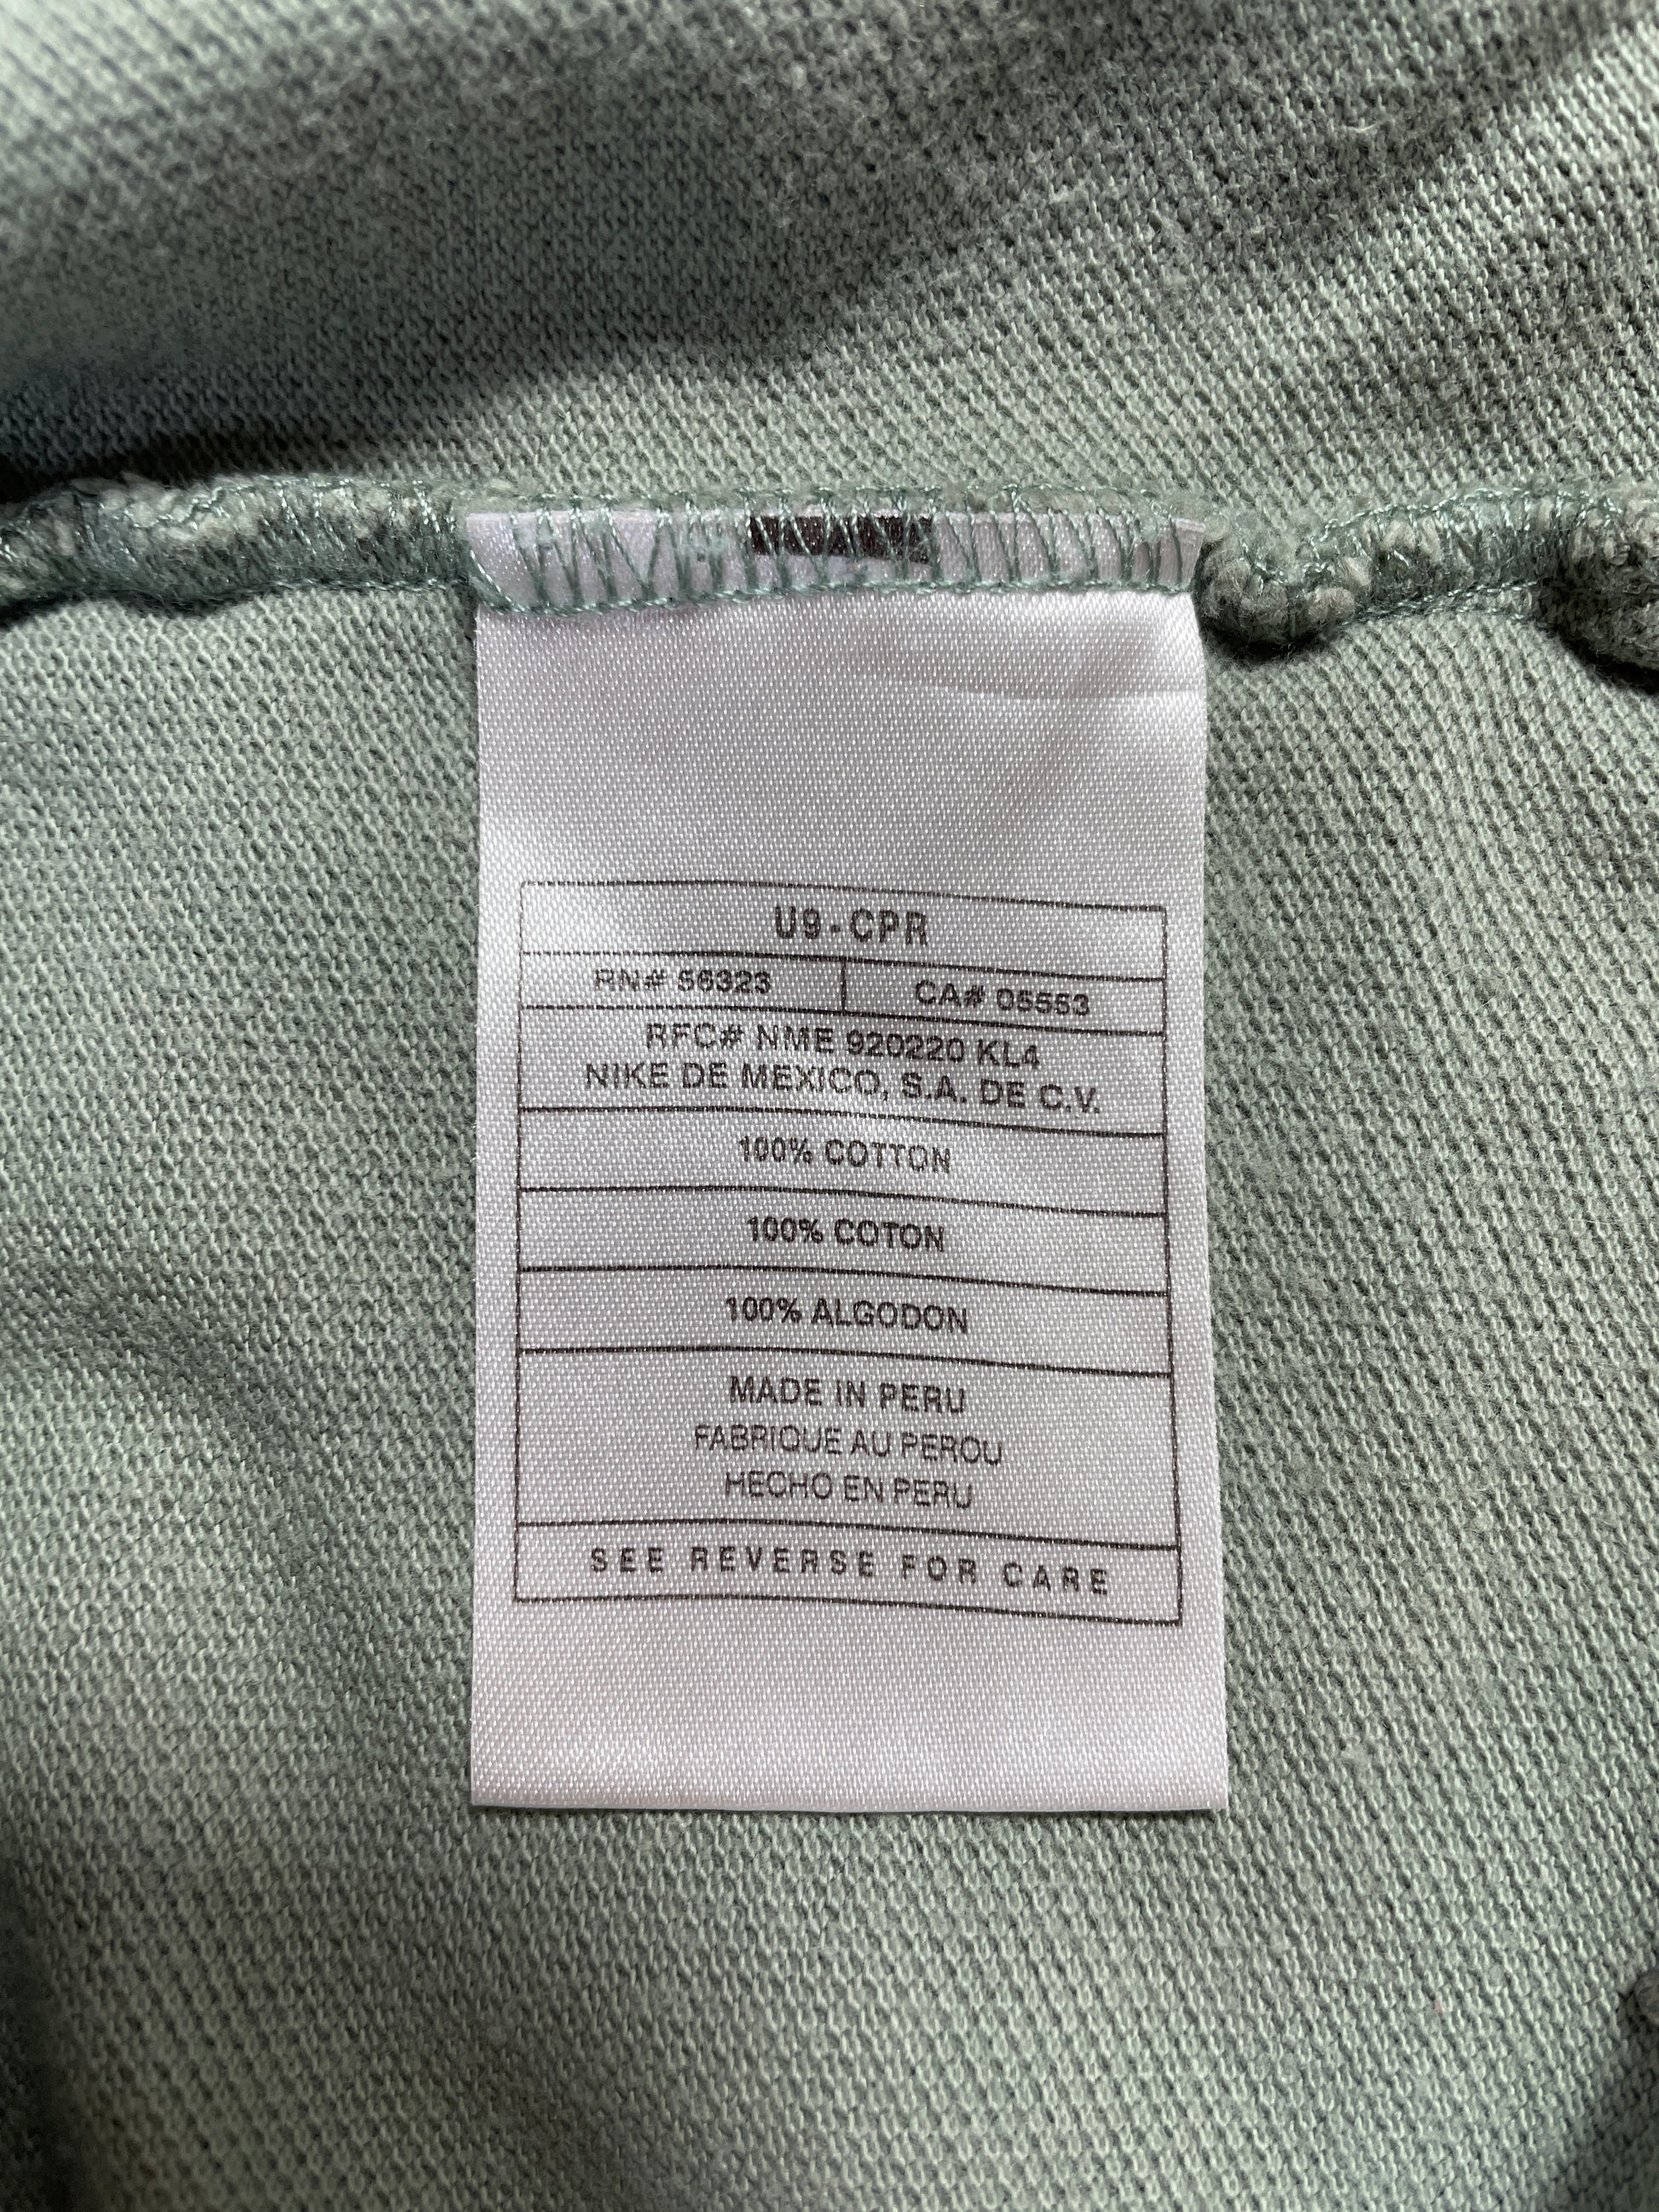 U9-CPR
RN# 56323 CA# 05553
RFC# NME 920220 KL4
NIKE DE MEXICO, S.A. DE C.V.
100% COTTON
100% COTON
100% ALGODON
MADE IN PERU
FABRIQUE AU PEROU
HECHO EN PERU
SEE REVERSE FOR CARE